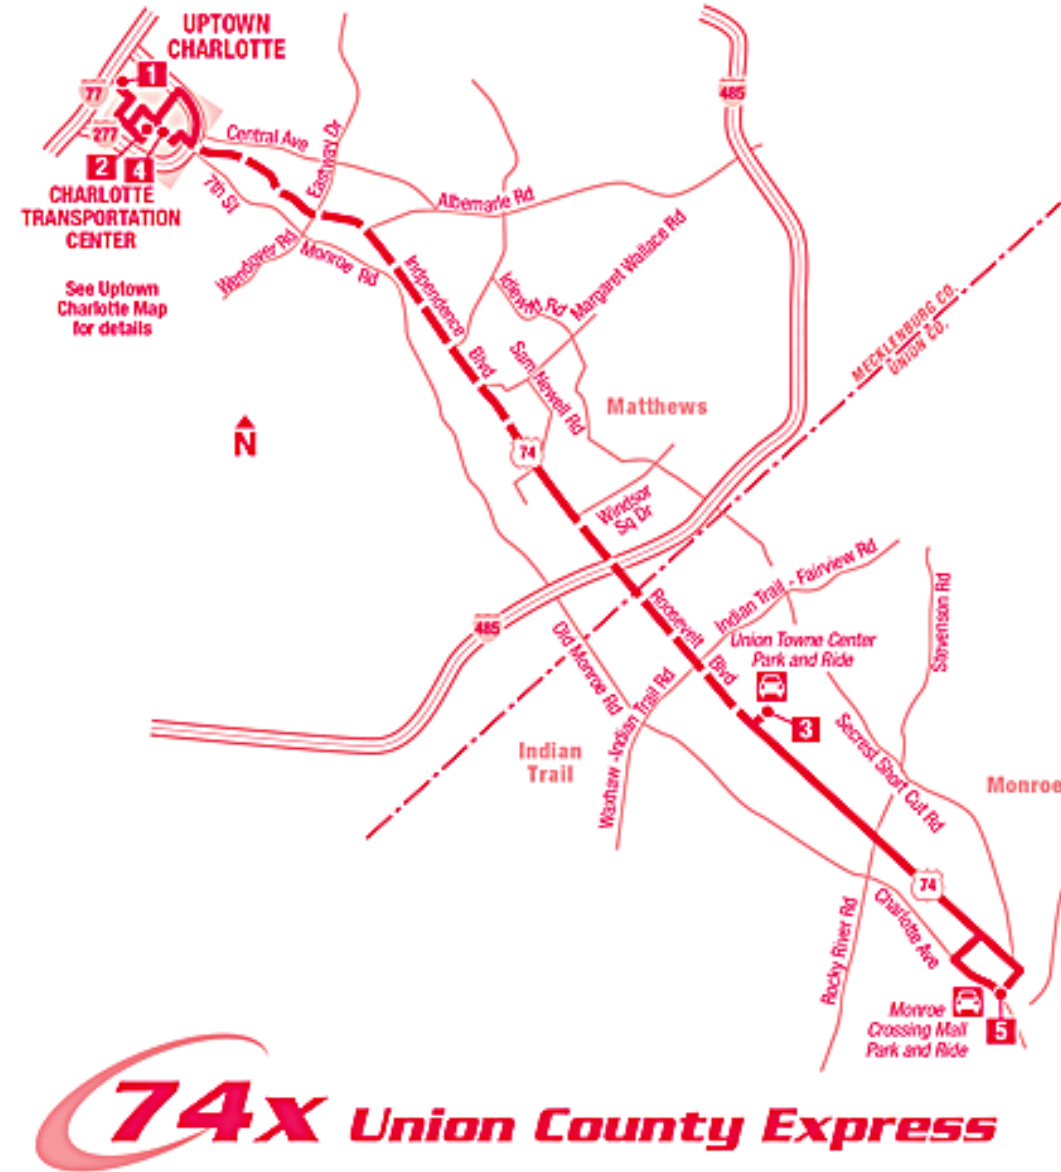 UPTOWN
CHARLOTTE
1
77
277
2
4
CHARLOTTE
TRANSPORTATION
CENTER
See Uptown
Charlotte Map
for details
N
Central Ave
7th St
Eastway Dr
Wendover Rd
Monroe Rd
Albemarle Rd
485
Independence
Blvd
Idlewild Rd
Margaret Wallace Rd
Sam Newell Rd
Matthews
MECKLENBURG CO.
UNION CO.
74
Windsor
Sq Dr
485
Old Monroe Rd
Roosevelt
Blvd
Indian Trail - Fairview Rd
Union Towne Center
Park and Ride
3
Stevenson Rd
Indian
Trail
Waxhaw -Indian Trail Rd
Secrest Short Cut Rd
Monroe
74
Charlotte Ave
Rocky River Rd
Monroe
Crossing Mall
Park and Ride
5
74x Union County Express